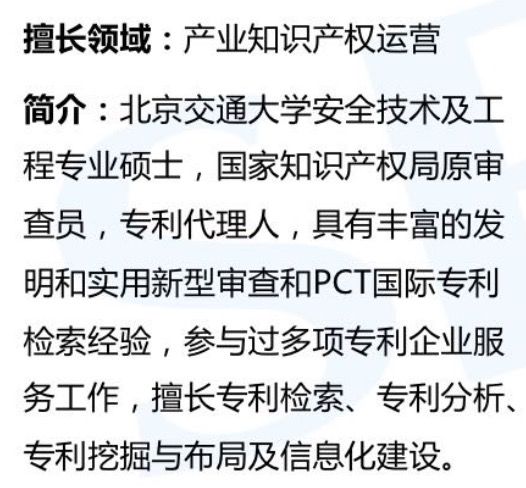 擅长领域：产业知识产权运营
简介：北京交通大学安全技术及工
程专业硕士，国家知识产权局原审
查员，专利代理人，具有丰富的发
明和实用新型审查和PCT国际专利
检索经验，参与过多项专利企业服
务工作，擅长专利检索、专利分析、
专利挖掘与布局及信息化建设。